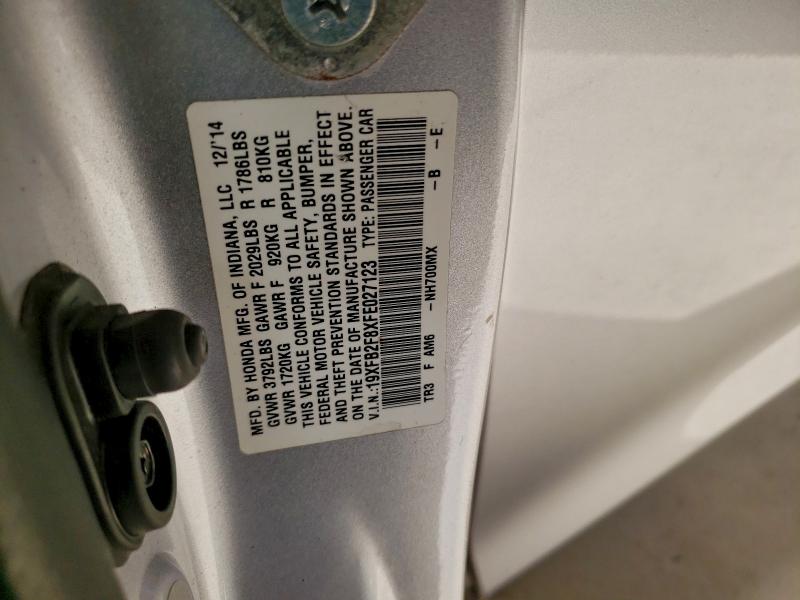 MFD. BY HONDA MFG. OF INDIANA, LLC 12/'14
GVWR 3792LBS GAWR F 2029LBS R 1786LBS
GVWR 1720KG GAWR F 920KG R 810KG
THIS VEHICLE CONFORMS TO ALL APPLICABLE
FEDERAL MOTOR VEHICLE SAFETY, BUMPER,
AND THEFT PREVENTION STANDARDS IN EFFECT
ON THE DATE OF MANUFACTURE SHOWN ABOVE.
V.I.N.:19XFB2F8XFE027123 TYPE: PASSENGER CAR
TR3 F AM6 -NH700MX -B -E